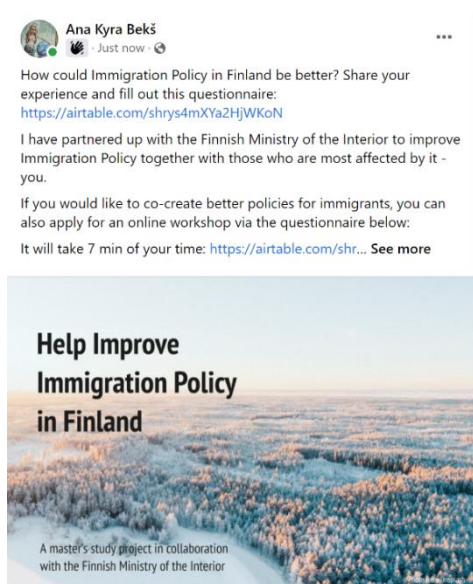 Ana Kyra Bekš
· Just now ·
How could Immigration Policy in Finland be better? Share your
experience and fill out this questionnaire:
https://airtable.com/shrys4mXYa2HjWKoN
I have partnered up with the Finnish Ministry of the Interior to improve
Immigration Policy together with those who are most affected by it -
you.
If you would like to co-create better policies for immigrants, you can
also apply for an online workshop via the questionnaire below:
It will take 7 min of your time: https://airtable.com/shr... See more
Help Improve
Immigration Policy
in Finland
A master's study project in collaboration
with the Finnish Ministry of the Interior